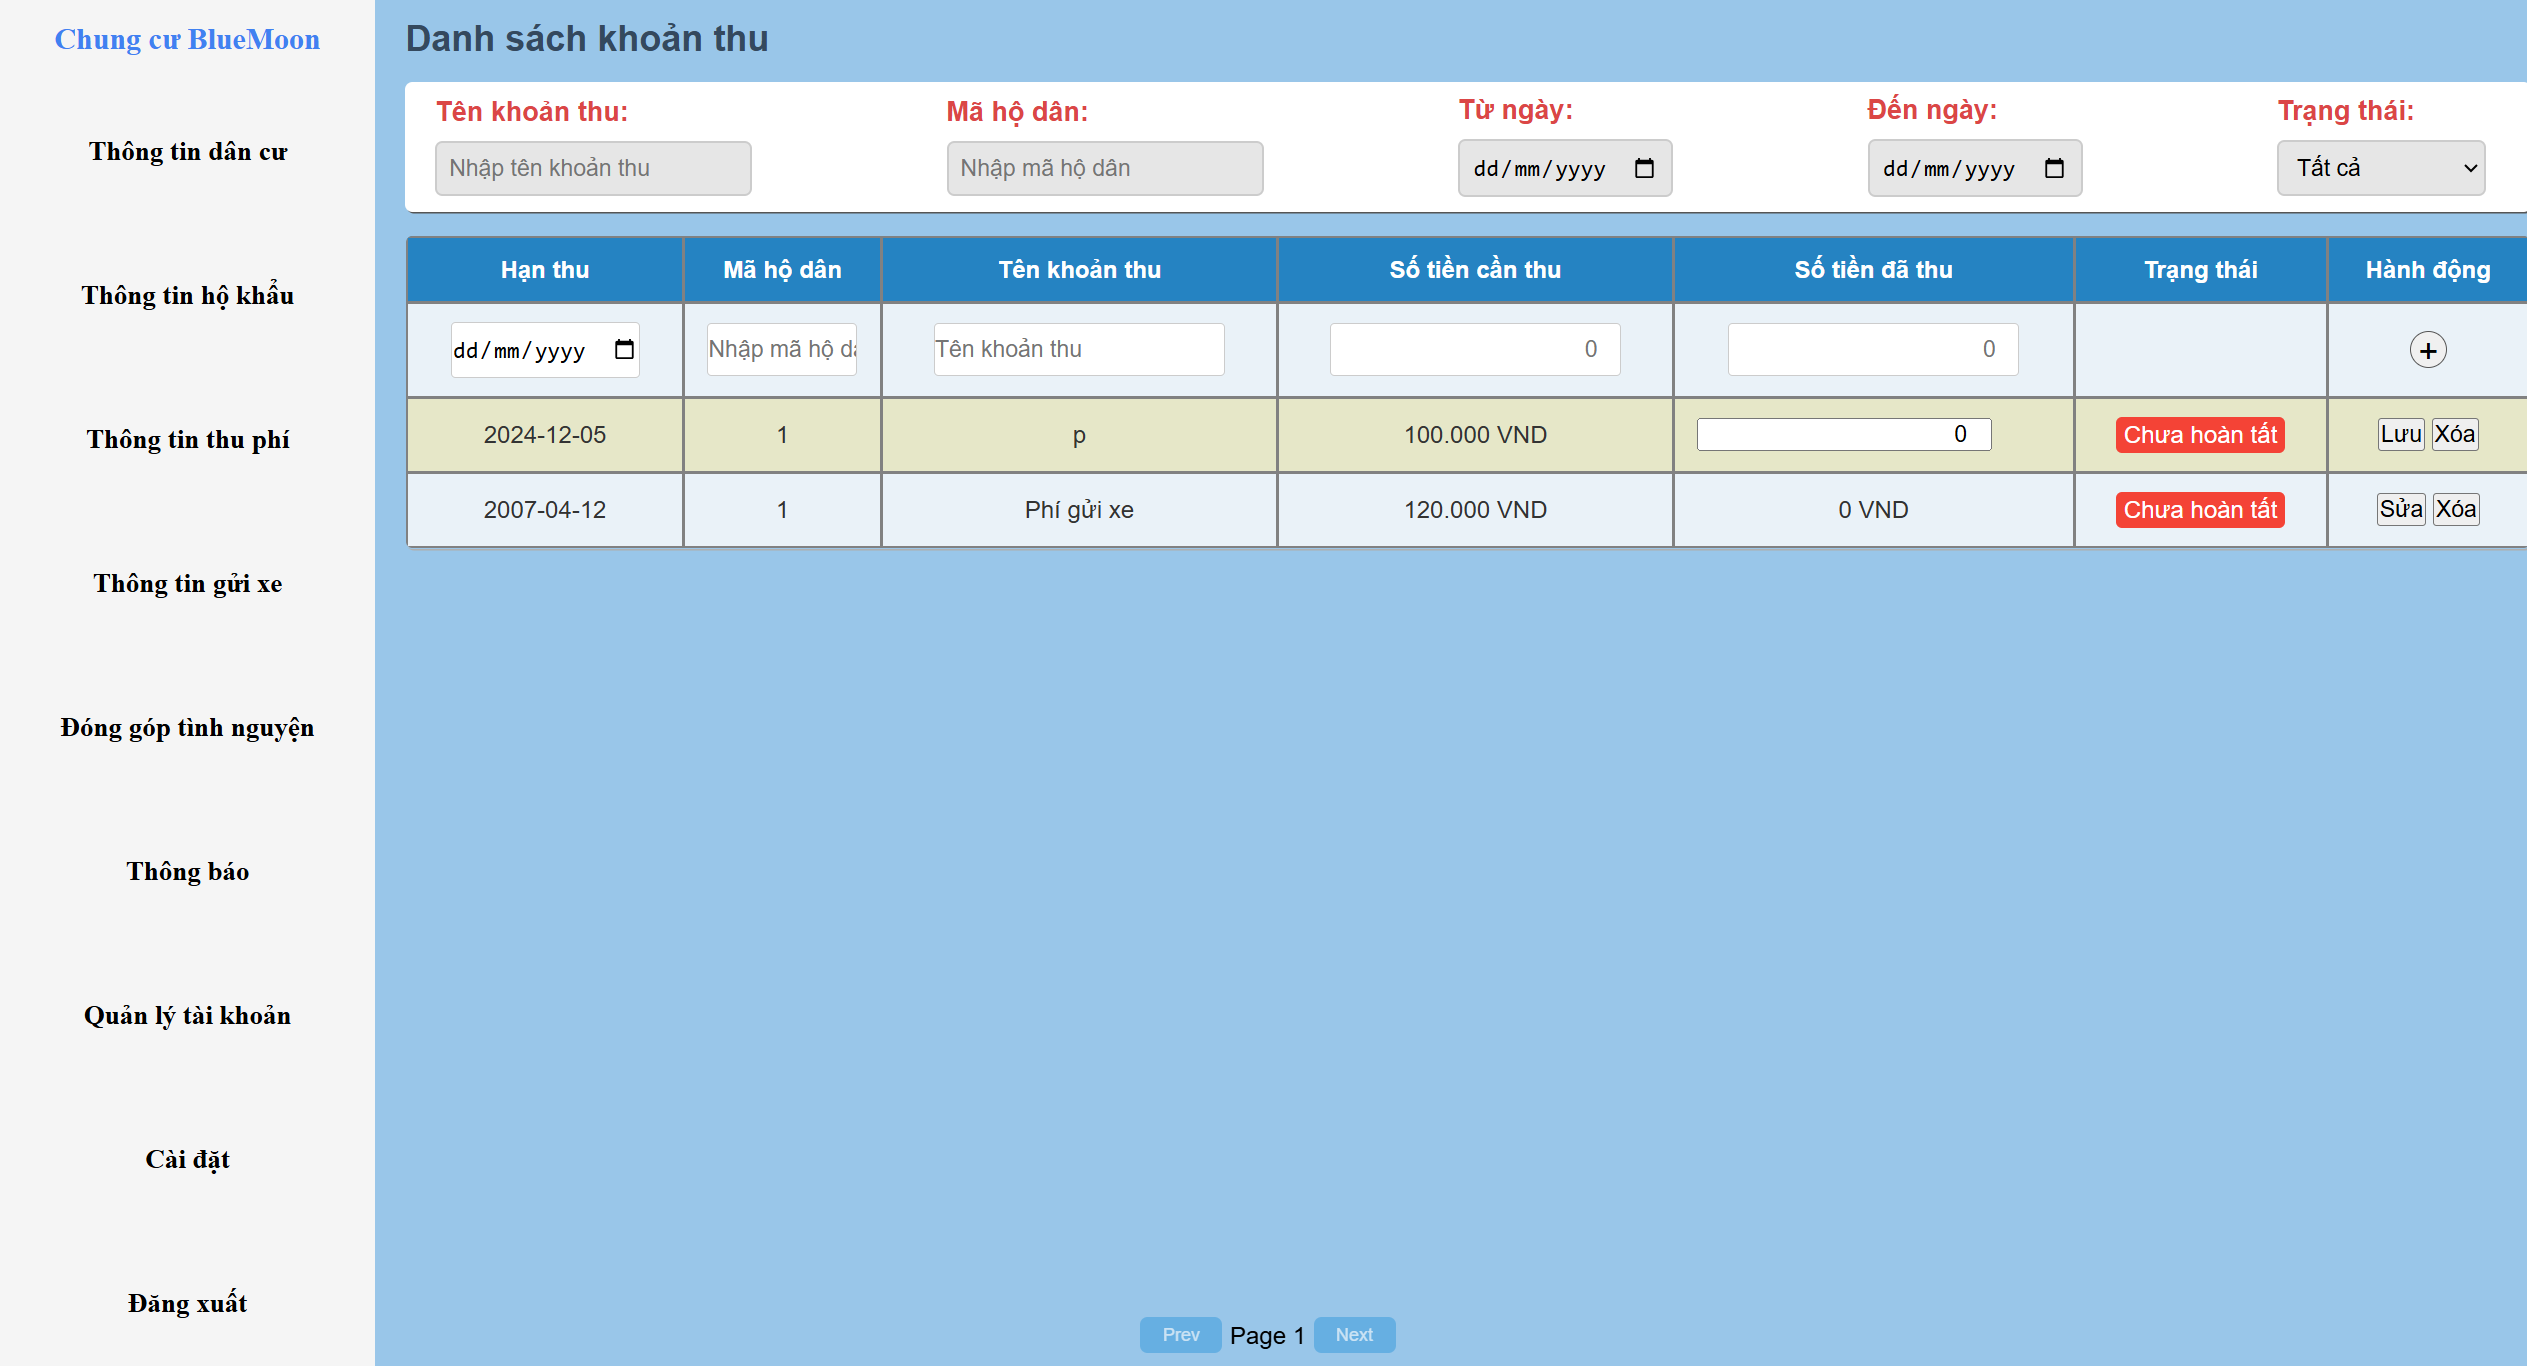 Chung cư BlueMoon
Thông tin dân cư
Thông tin hộ khẩu
Thông tin thu phí
Thông tin gửi xe
Đóng góp tình nguyện
Thông báo
Quản lý tài khoản
Cài đặt
Đăng xuất
Danh sách khoản thu
Tên khoản thu: Mã hộ dân: Từ ngày: Đến ngày: Trạng thái:
Nhập tên khoản thu Nhập mã hộ dân dd/mm/yyyy dd/mm/yyyy Tất cả
Hạn thu Mã hộ dân Tên khoản thu Số tiền cần thu Số tiền đã thu Trạng thái Hành động
dd/mm/yyyy Nhập mã hộ dâ Tên khoản thu 0 0 +
2024-12-05 1 p 100.000 VND 0 Chưa hoàn tất Lưu Xóa
2007-04-12 1 Phí gửi xe 120.000 VND 0 VND Chưa hoàn tất Sửa Xóa
Prev Page 1 Next